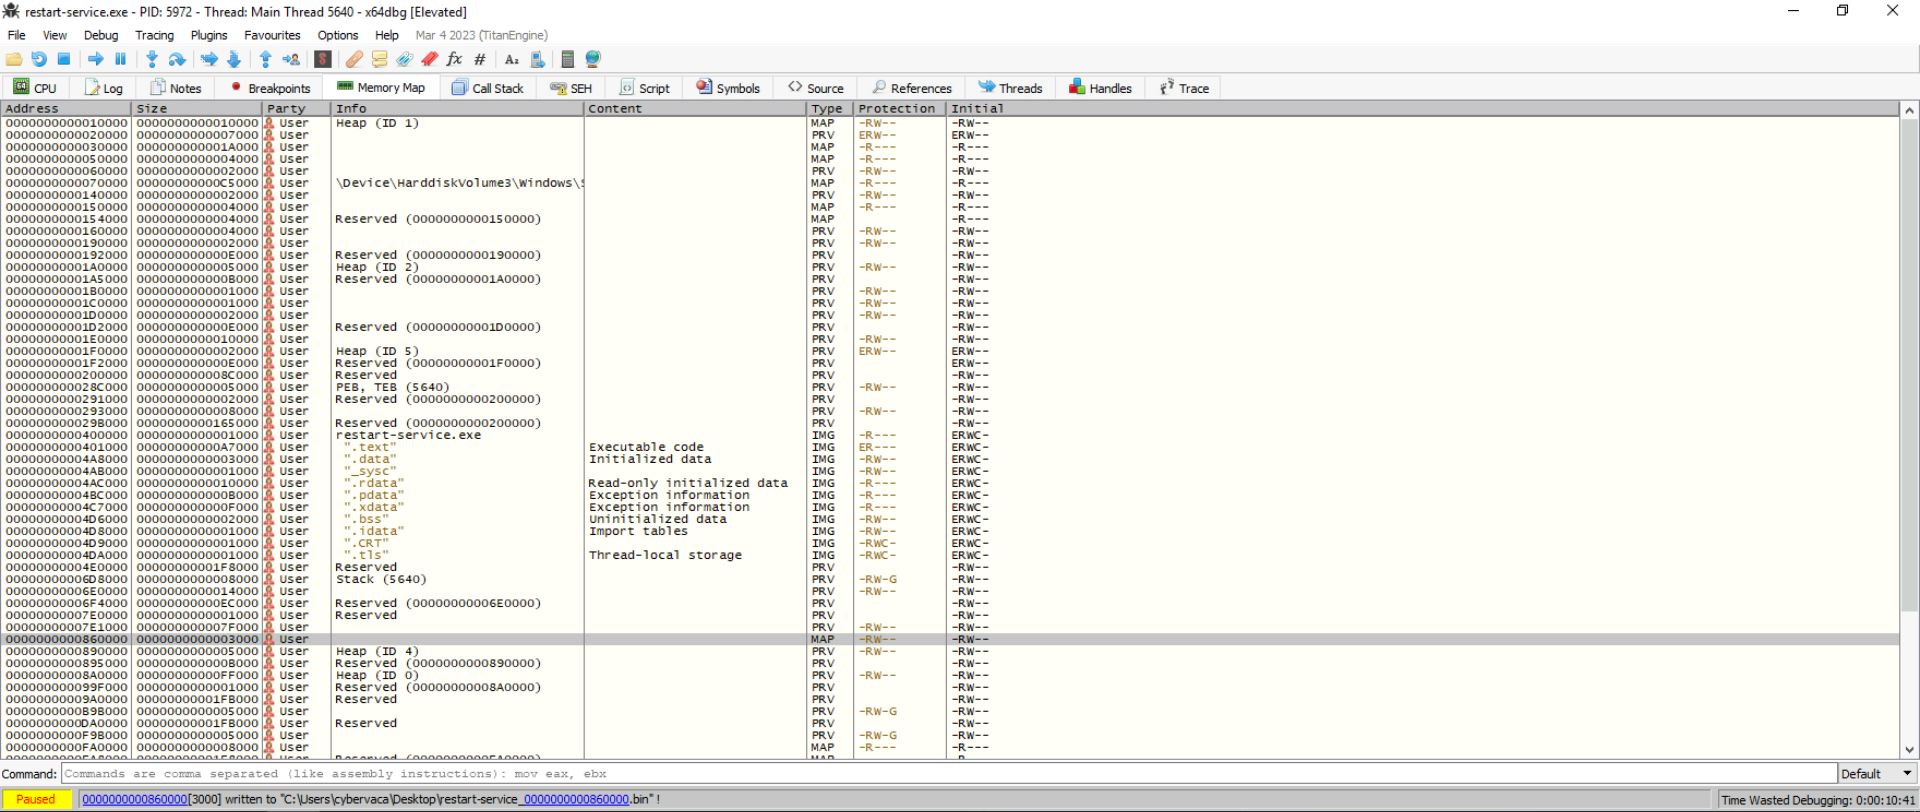 restart-service.exe - PID: 5972 - Thread: Main Thread 5640 - x64dbg [Elevated]
File View Debug Tracing Plugins Favourites Options Help Mar 4 2023 (TitanEngine)
CPU Log Notes Breakpoints Memory Map Call Stack SEH Script Symbols Source References Threads Handles Trace
Address Size Party Info Content Type Protection Initial
0000000000010000 0000000000010000 User Heap (ID 1) MAP -RW-- -RW--
0000000000020000 0000000000007000 User PRV ERW-- ERW--
0000000000030000 000000000001A000 User MAP -R--- -R---
0000000000050000 0000000000004000 User MAP -R--- -R---
0000000000060000 0000000000002000 User PRV -RW-- -RW--
0000000000070000 00000000000C5000 User \Device\HarddiskVolume3\Windows\S MAP -R--- -R---
0000000000140000 0000000000002000 User PRV -RW-- -RW--
0000000000150000 0000000000004000 User MAP -R--- -R---
0000000000154000 0000000000004000 User Reserved (0000000000150000) MAP -R---
0000000000160000 0000000000004000 User PRV -RW-- -RW--
0000000000190000 0000000000002000 User PRV -RW-- -RW--
0000000000192000 000000000000E000 User Reserved (0000000000190000) PRV -RW--
00000000001A0000 0000000000005000 User Heap (ID 2) PRV -RW-- -RW--
00000000001A5000 000000000000B000 User Reserved (00000000001A0000) PRV -RW--
00000000001B0000 0000000000001000 User PRV -RW-- -RW--
00000000001C0000 0000000000001000 User PRV -RW-- -RW--
00000000001D0000 0000000000002000 User PRV -RW-- -RW--
00000000001D2000 000000000000E000 User Reserved (00000000001D0000) PRV -RW--
00000000001E0000 0000000000010000 User PRV -RW-- -RW--
00000000001F0000 0000000000002000 User Heap (ID 5) PRV ERW-- ERW--
00000000001F2000 000000000000E000 User Reserved (00000000001F0000) PRV ERW--
0000000000200000 000000000008C000 User Reserved PRV -RW--
000000000028C000 0000000000005000 User PEB, TEB (5640) PRV -RW-- -RW--
0000000000291000 0000000000002000 User Reserved (0000000000200000) PRV -RW--
0000000000293000 0000000000008000 User PRV -RW-- -RW--
000000000029B000 0000000000165000 User Reserved (0000000000200000) PRV -RW--
0000000000400000 0000000000001000 User restart-service.exe IMG -R--- ERWC-
0000000000401000 00000000000A7000 User ".text" Executable code IMG ER--- ERWC-
00000000004A8000 0000000000003000 User ".data" Initialized data IMG -RW-- ERWC-
00000000004AB000 0000000000001000 User "_sysc" IMG -RW-- ERWC-
00000000004AC000 0000000000010000 User ".rdata" Read-only initialized data IMG -R--- ERWC-
00000000004BC000 000000000000B000 User ".pdata" Exception information IMG -R--- ERWC-
00000000004C7000 000000000000F000 User ".xdata" Exception information IMG -R--- ERWC-
00000000004D6000 0000000000002000 User ".bss" Uninitialized data IMG -RW-- ERWC-
00000000004D8000 0000000000001000 User ".idata" Import tables IMG -RW-- ERWC-
00000000004D9000 0000000000001000 User ".CRT" IMG -RWC- ERWC-
00000000004DA000 0000000000001000 User ".tls" Thread-local storage IMG -RWC- ERWC-
00000000004E0000 00000000001F8000 User Reserved PRV -RW--
00000000006D8000 0000000000008000 User Stack (5640) PRV -RW-G -RW--
00000000006E0000 0000000000014000 User PRV -RW-- -RW--
00000000006F4000 00000000000EC000 User Reserved (00000000006E0000) PRV -RW--
00000000007E0000 0000000000001000 User Reserved PRV -RW--
00000000007E1000 000000000007F000 User PRV -RW-- -RW--
0000000000860000 0000000000003000 User MAP -RW-- -RW--
0000000000890000 0000000000005000 User Heap (ID 4) PRV -RW-- -RW--
0000000000895000 000000000000B000 User Reserved (0000000000890000) PRV -RW--
00000000008A0000 00000000000FF000 User Heap (ID 0) PRV -RW-- -RW--
000000000099F000 0000000000001000 User Reserved (00000000008A0000) PRV -RW--
00000000009A0000 00000000001FB000 User Reserved PRV -RW--
0000000000B9B000 0000000000005000 User PRV -RW-G -RW--
0000000000DA0000 00000000001FB000 User Reserved PRV -RW--
0000000000F9B000 0000000000005000 User PRV -RW-G -RW--
0000000000FA0000 0000000000008000 User MAP -R--- -R---
Command: Commands are comma separated (like assembly instructions): mov eax, ebx Default
Paused 0000000000860000[3000] written to "C:\Users\cybervaca\Desktop\restart-service_0000000000860000.bin" ! Time Wasted Debugging: 0:00:10:41